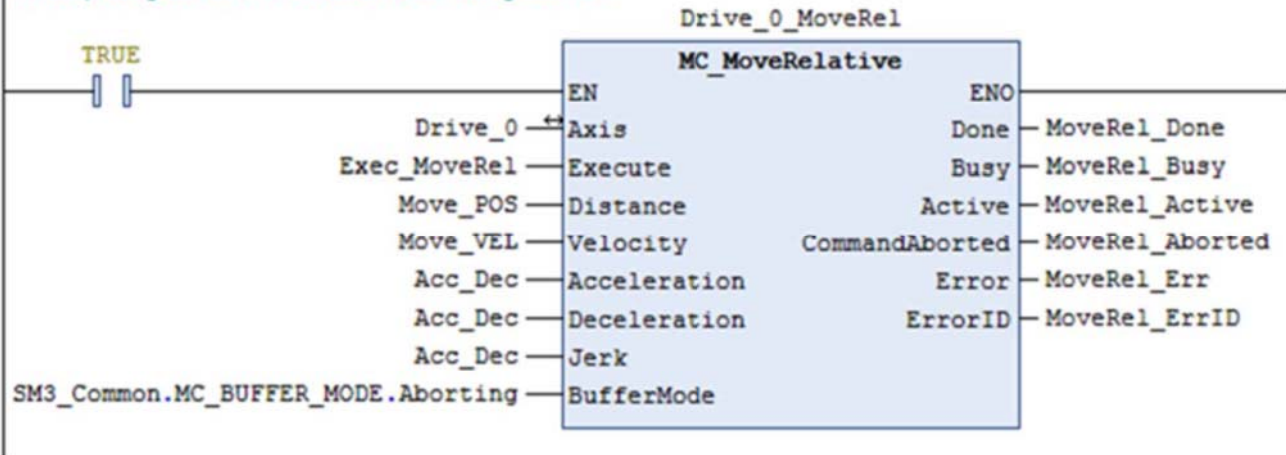 Drive_0_MoveRel
TRUE
MC_MoveRelative
EN ENO
Drive_0 Axis Done MoveRel_Done
Exec_MoveRel Execute Busy MoveRel_Busy
Move_POS Distance Active MoveRel_Active
Move_VEL Velocity CommandAborted MoveRel_Aborted
Acc_Dec Acceleration Error MoveRel_Err
Acc_Dec Deceleration ErrorID MoveRel_ErrID
Acc_Dec Jerk
SM3_Common.MC_BUFFER_MODE.Aborting BufferMode